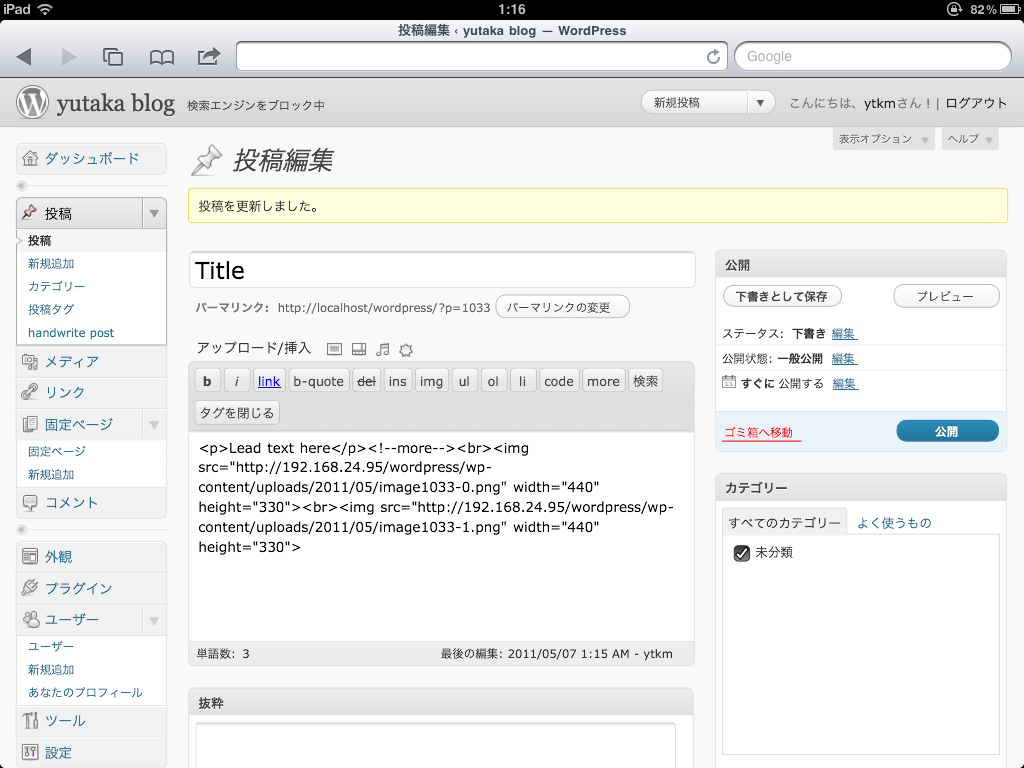 iPad 1:16 82%
投稿編集 ‹ yutaka blog — WordPress
Google
yutaka blog 検索エンジンをブロック中 新規投稿 こんにちは、ytkmさん！ | ログアウト
表示オプション ヘルプ
ダッシュボード
投稿
投稿
新規追加
カテゴリー
投稿タグ
handwrite post
メディア
リンク
固定ページ
固定ページ
新規追加
コメント
外観
プラグイン
ユーザー
ユーザー
新規追加
あなたのプロフィール
ツール
設定
投稿編集
投稿を更新しました。
Title
パーマリンク: http://localhost/wordpress/?p=1033 パーマリンクの変更
アップロード/挿入
b i link b-quote del ins img ul ol li code more 検索
タグを閉じる
<p>Lead text here</p><!--more--><br><img
src="http://192.168.24.95/wordpress/wp-
content/uploads/2011/05/image1033-0.png" width="440"
height="330"><br><img src="http://192.168.24.95/wordpress/wp-
content/uploads/2011/05/image1033-1.png" width="440"
height="330">
単語数: 3 最後の編集: 2011/05/07 1:15 AM - ytkm
抜粋
公開
下書きとして保存 プレビュー
ステータス: 下書き 編集
公開状態: 一般公開 編集
すぐに 公開する 編集
ゴミ箱へ移動 公開
カテゴリー
すべてのカテゴリー よく使うもの
未分類